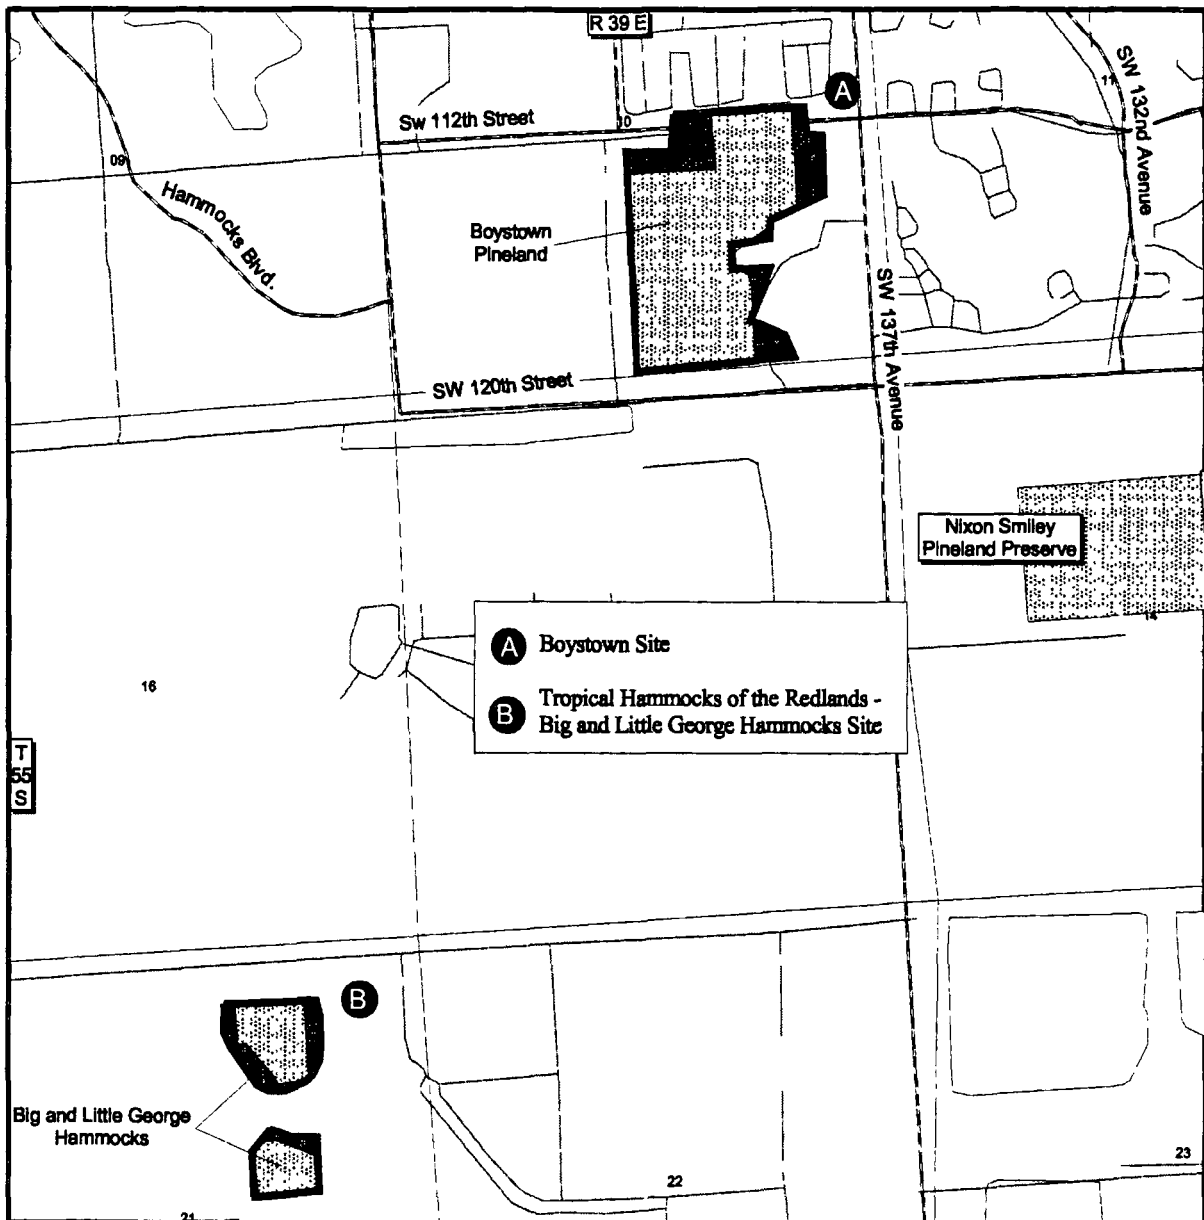 R 39 E
A
SW 132nd Avenue
11
Sw 112th Street
10
09
Hammocks Blvd.
Boystown
Pineland
SW 137th Avenue
SW 120th Street
Nixon Smiley
Pineland Preserve
14
A Boystown Site
B Tropical Hammocks of the Redlands -
Big and Little George Hammocks Site
16
T
55
S
B
Big and Little George
Hammocks
23
22
21